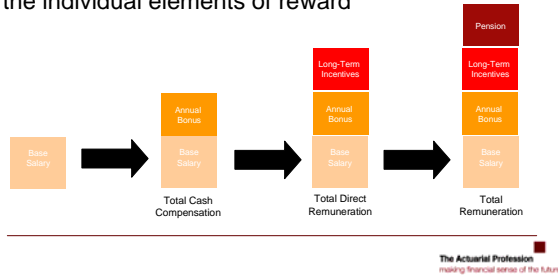 the individual elements of reward
Pension
Long-Term
Incentives
Long-Term
Incentives
Annual
Bonus
Annual
Bonus
Annual
Bonus
Base
Salary
Base
Salary
Base
Salary
Base
Salary
Total Cash
Compensation
Total Direct
Remuneration
Total
Remuneration
The Actuarial Profession
making financial sense of the future